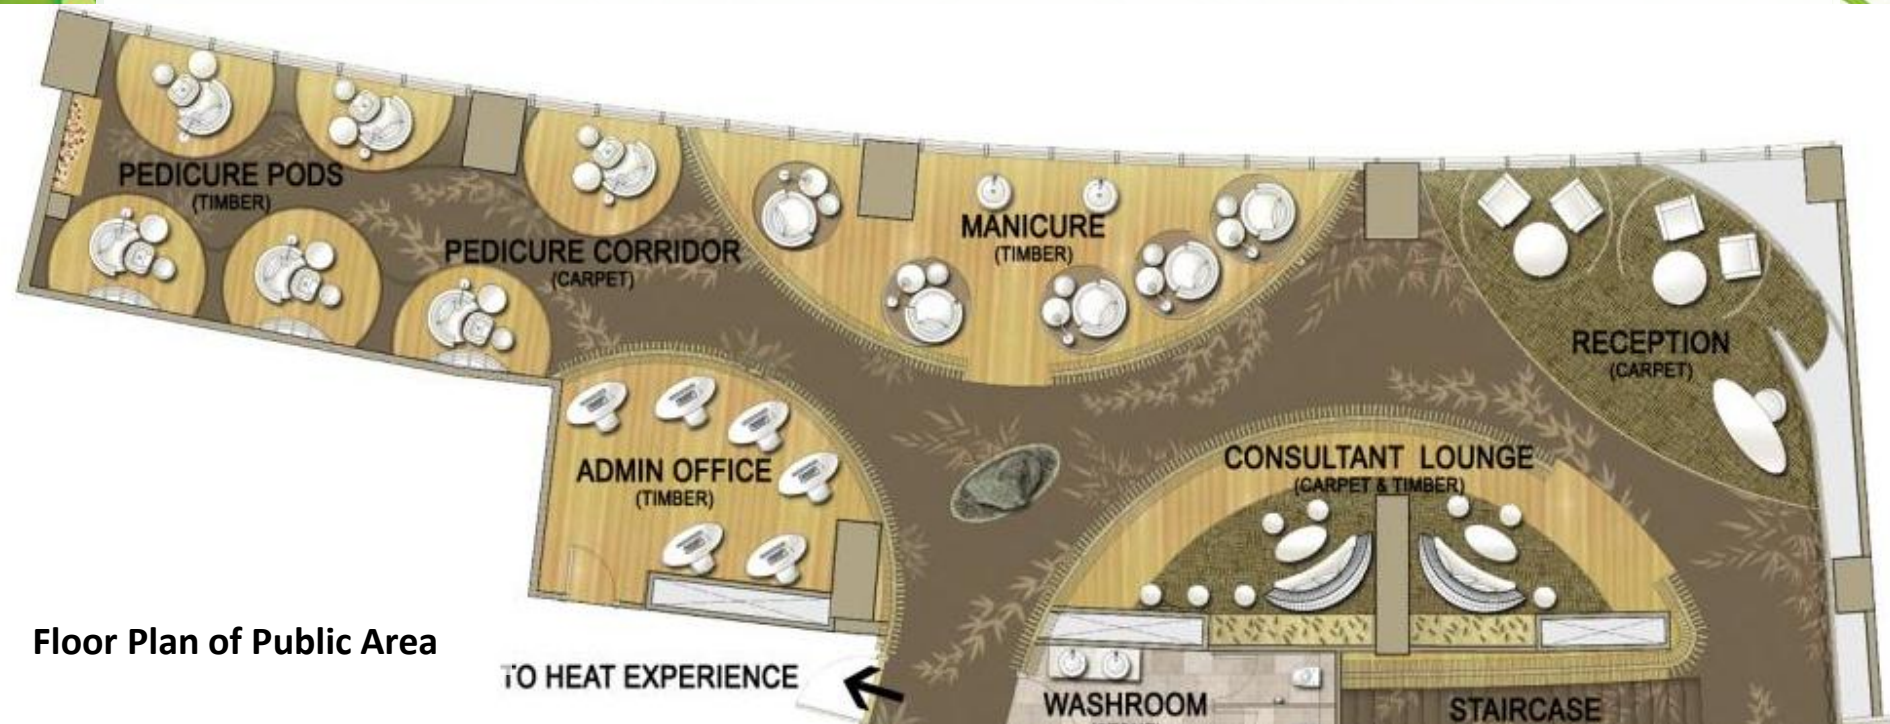 PEDICURE PODS
(TIMBER)
PEDICURE CORRIDOR
(CARPET)
MANICURE
(TIMBER)
RECEPTION
(CARPET)
ADMIN OFFICE
(TIMBER)
CONSULTANT LOUNGE
(CARPET & TIMBER)
Floor Plan of Public Area
TO HEAT EXPERIENCE
WASHROOM
STAIRCASE